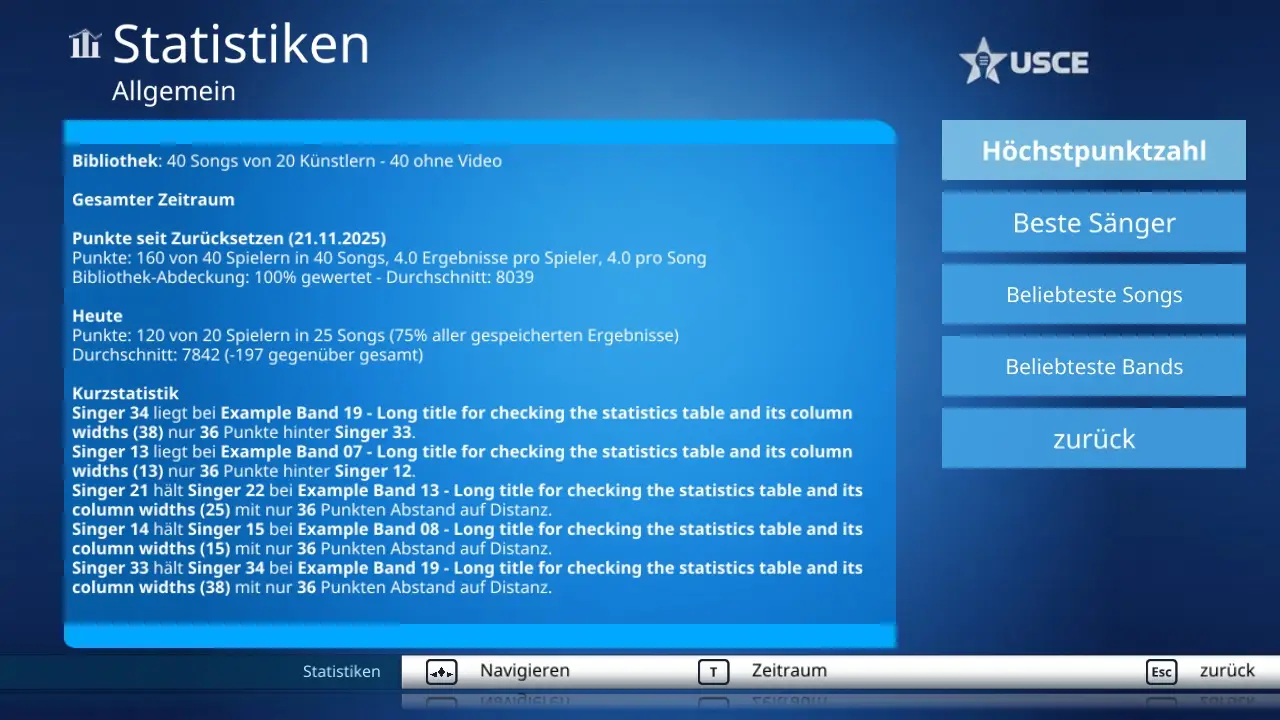 Statistiken
Allgemein
USCE
Bibliothek: 40 Songs von 20 Künstlern - 40 ohne Video
Gesamter Zeitraum
Punkte seit Zurücksetzen (21.11.2025)
Punkte: 160 von 40 Spielern in 40 Songs, 4.0 Ergebnisse pro Spieler, 4.0 pro Song
Bibliothek-Abdeckung: 100% gewertet - Durchschnitt: 8039
Heute
Punkte: 120 von 20 Spielern in 25 Songs (75% aller gespeicherten Ergebnisse)
Durchschnitt: 7842 (-197 gegenüber gesamt)
Kurzstatistik
Singer 34 liegt bei Example Band 19 - Long title for checking the statistics table and its column
widths (38) nur 36 Punkte hinter Singer 33.
Singer 13 liegt bei Example Band 07 - Long title for checking the statistics table and its column
widths (13) nur 36 Punkte hinter Singer 12.
Singer 21 hält Singer 22 bei Example Band 13 - Long title for checking the statistics table and its
column widths (25) mit nur 36 Punkten Abstand auf Distanz.
Singer 14 hält Singer 15 bei Example Band 08 - Long title for checking the statistics table and its
column widths (15) mit nur 36 Punkten Abstand auf Distanz.
Singer 33 hält Singer 34 bei Example Band 19 - Long title for checking the statistics table and its
column widths (38) mit nur 36 Punkten Abstand auf Distanz.
Höchstpunktzahl
Beste Sänger
Beliebteste Songs
Beliebteste Bands
zurück
Statistiken
Navigieren
T Zeitraum
Esc zurück